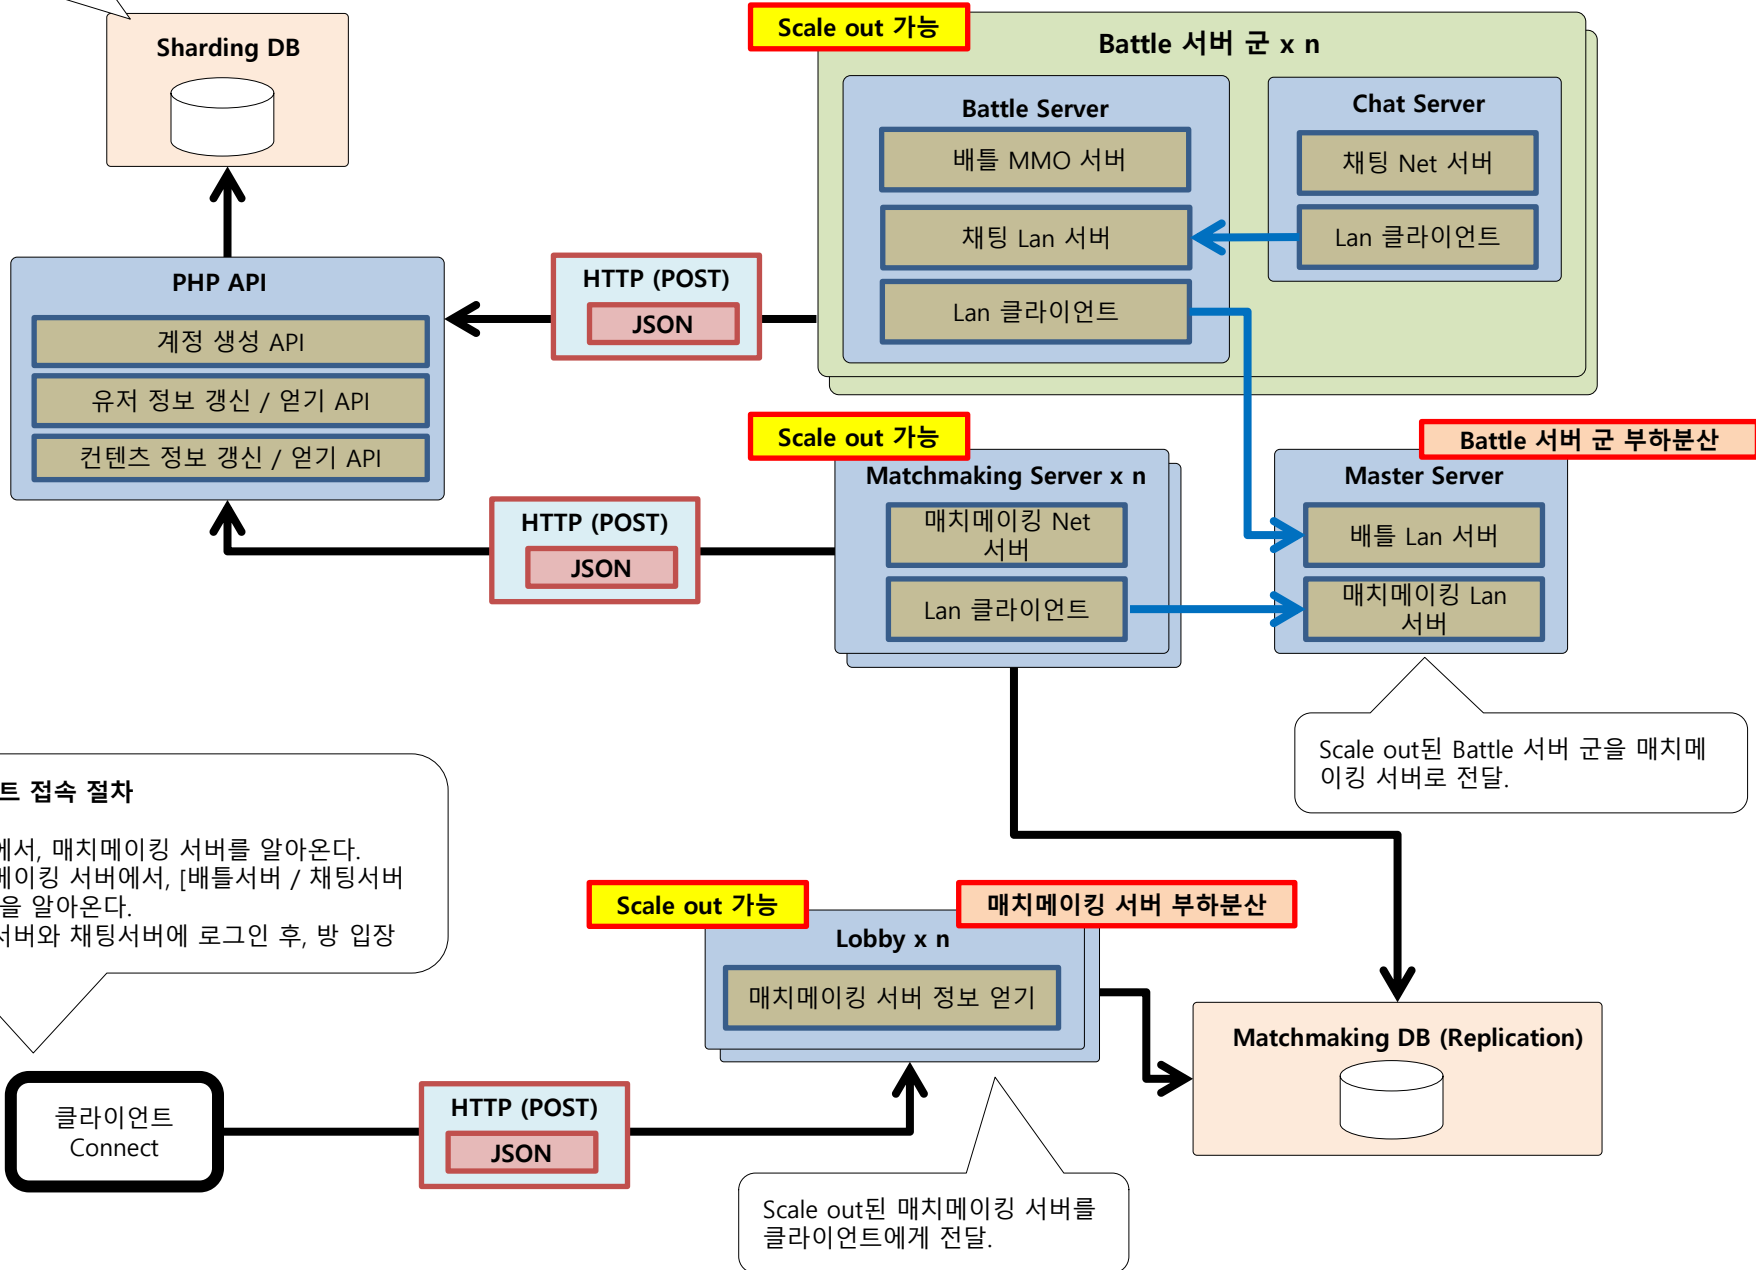 Sharding DB
Scale out 가능
Battle 서버 군 x n
Battle Server
배틀 MMO 서버
채팅 Lan 서버
Lan 클라이언트
Chat Server
채팅 Net 서버
Lan 클라이언트
PHP API
계정 생성 API
유저 정보 갱신 / 얻기 API
컨텐츠 정보 갱신 / 얻기 API
HTTP (POST)
JSON
Scale out 가능
Matchmaking Server x n
매치메이킹 Net
서버
Lan 클라이언트
Battle 서버 군 부하분산
Master Server
배틀 Lan 서버
매치메이킹 Lan
서버
HTTP (POST)
JSON
Scale out된 Battle 서버 군을 매치메
이킹 서버로 전달.
트 접속 절차
에서, 매치메이킹 서버를 알아온다.
메이킹 서버에서, [배틀서버 / 채팅서버
을 알아온다.
서버와 채팅서버에 로그인 후, 방 입장
Scale out 가능
매치메이킹 서버 부하분산
Lobby x n
매치메이킹 서버 정보 얻기
Matchmaking DB (Replication)
클라이언트
Connect
HTTP (POST)
JSON
Scale out된 매치메이킹 서버를
클라이언트에게 전달.